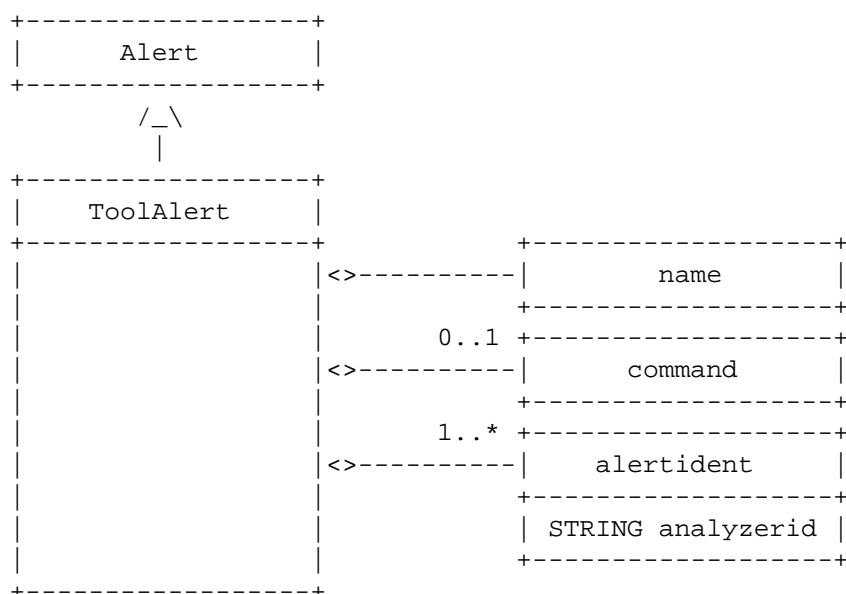 Alert
ToolAlert
name
0..1
command
1..*
alertident
STRING analyzerid